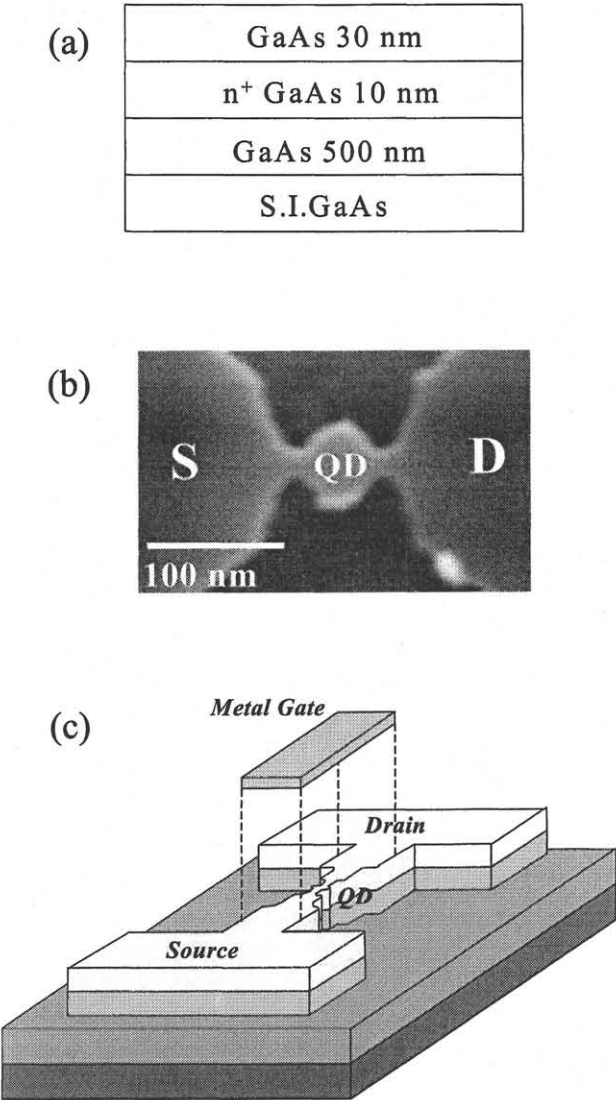 (a)
GaAs 30 nm
n⁺ GaAs 10 nm
GaAs 500 nm
S.I.GaAs
(b)
S QD D
100 nm
(c)
Metal Gate
Drain
QD
Source